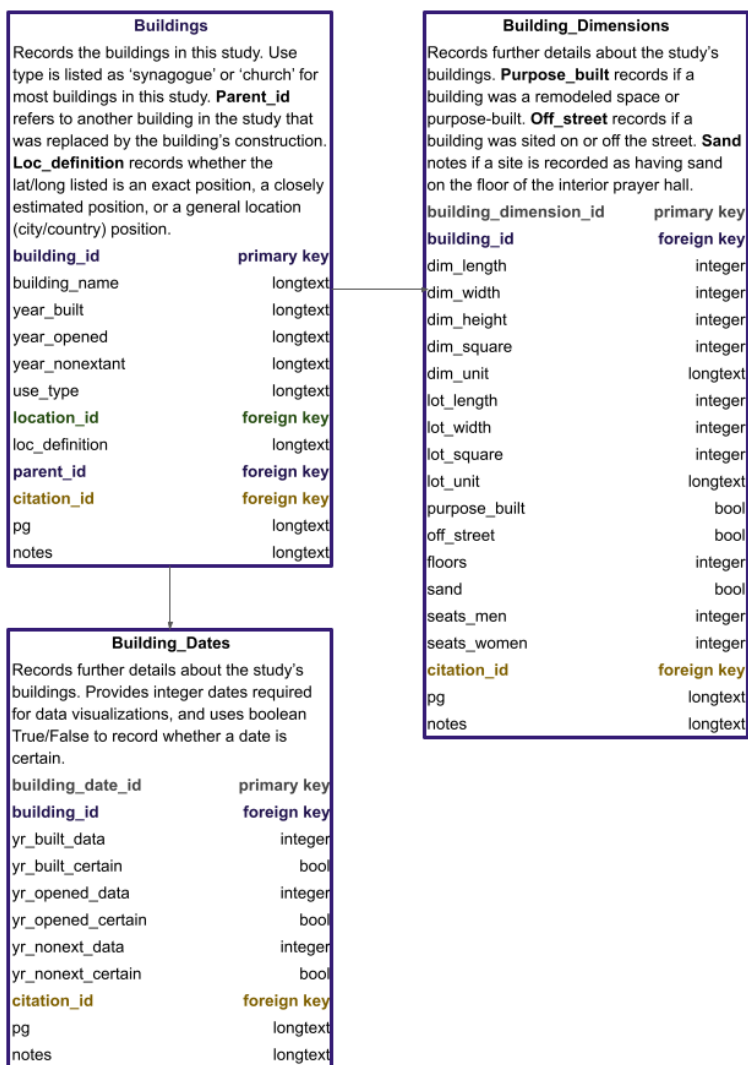 Buildings
Records the buildings in this study. Use
type is listed as ‘synagogue’ or ‘church’ for
most buildings in this study. Parent_id
refers to another building in the study that
was replaced by the building’s construction.
Loc_definition records whether the
lat/long listed is an exact position, a closely
estimated position, or a general location
(city/country) position.
building_id primary key
building_name longtext
year_built longtext
year_opened longtext
year_nonextant longtext
use_type longtext
location_id foreign key
loc_definition longtext
parent_id foreign key
citation_id foreign key
pg longtext
notes longtext
Building_Dates
Records further details about the study’s
buildings. Provides integer dates required
for data visualizations, and uses boolean
True/False to record whether a date is
certain.
building_date_id primary key
building_id foreign key
yr_built_data integer
yr_built_certain bool
yr_opened_data integer
yr_opened_certain bool
yr_nonext_data integer
yr_nonext_certain bool
citation_id foreign key
pg longtext
notes longtext
Building_Dimensions
Records further details about the study’s
buildings. Purpose_built records if a
building was a remodeled space or
purpose-built. Off_street records if a
building was sited on or off the street. Sand
notes if a site is recorded as having sand
on the floor of the interior prayer hall.
building_dimension_id primary key
building_id foreign key
dim_length integer
dim_width integer
dim_height integer
dim_square integer
dim_unit longtext
lot_length integer
lot_width integer
lot_square integer
lot_unit longtext
purpose_built bool
off_street bool
floors integer
sand bool
seats_men integer
seats_women integer
citation_id foreign key
pg longtext
notes longtext